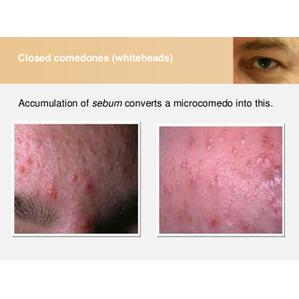 Closed comedones (whiteheads)
Accumulation of sebum converts a microcomedo into this.